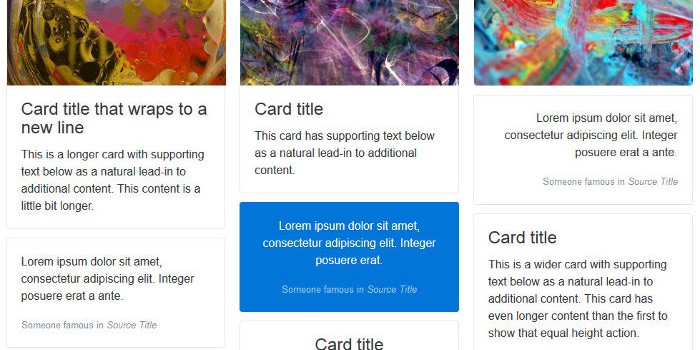 Card title that wraps to a
new line
This is a longer card with supporting
text below as a natural lead-in to
additional content. This content is a
little bit longer.
Lorem ipsum dolor sit amet,
consectetur adipiscing elit. Integer
posuere erat a ante.
Someone famous in Source Title
Card title
This card has supporting text below
as a natural lead-in to additional
content.
Lorem ipsum dolor sit amet,
consectetur adipiscing elit. Integer
posuere erat.
Someone famous in Source Title
Card title
Lorem ipsum dolor sit amet,
consectetur adipiscing elit. Integer
posuere erat a ante.
Someone famous in Source Title
Card title
This is a wider card with supporting
text below as a natural lead-in to
additional content. This card has
even longer content than the first to
show that equal height action.